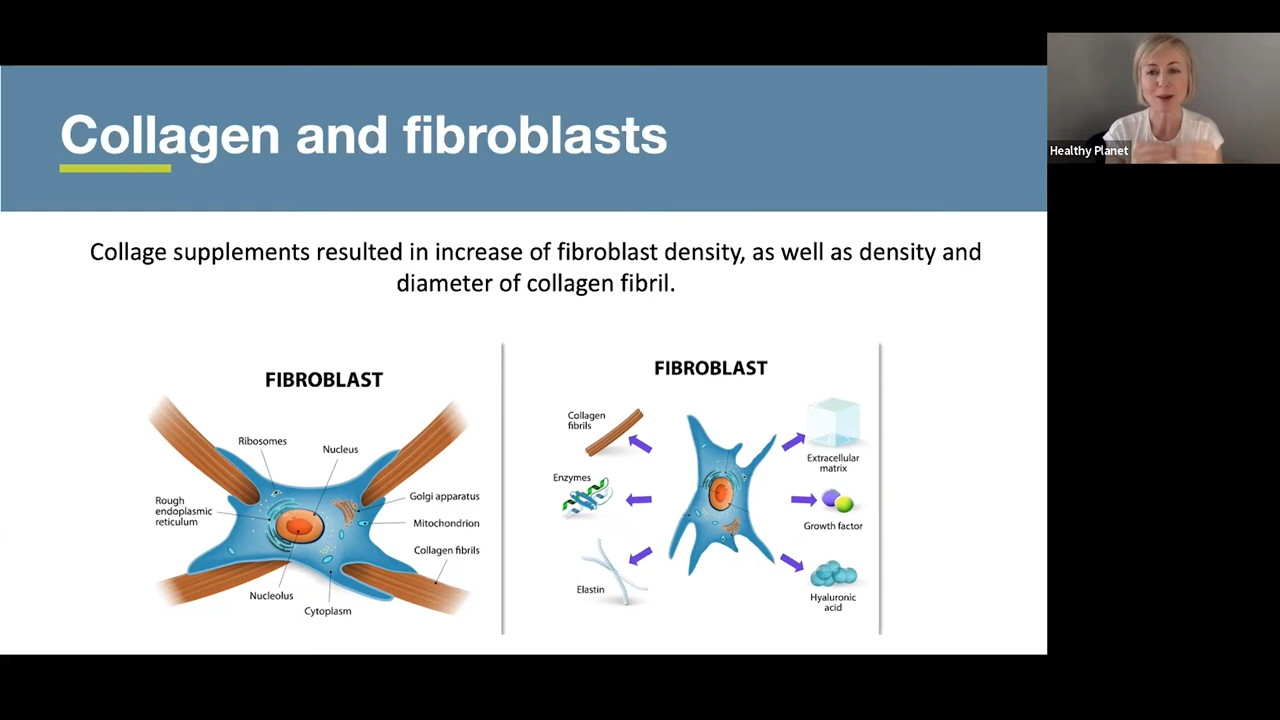 Collagen and fibroblasts
Healthy Planet
Collage supplements resulted in increase of fibroblast density, as well as density and
diameter of collagen fibril.
FIBROBLAST
Ribosomes
Nucleus
Rough
endoplasmic
reticulum
Golgi apparatus
Mitochondrion
Collagen fibrils
Nucleolus
Cytoplasm
FIBROBLAST
Collagen
fibrils
Enzymes
Elastin
Extracellular
matrix
Growth factor
Hyaluronic
acid